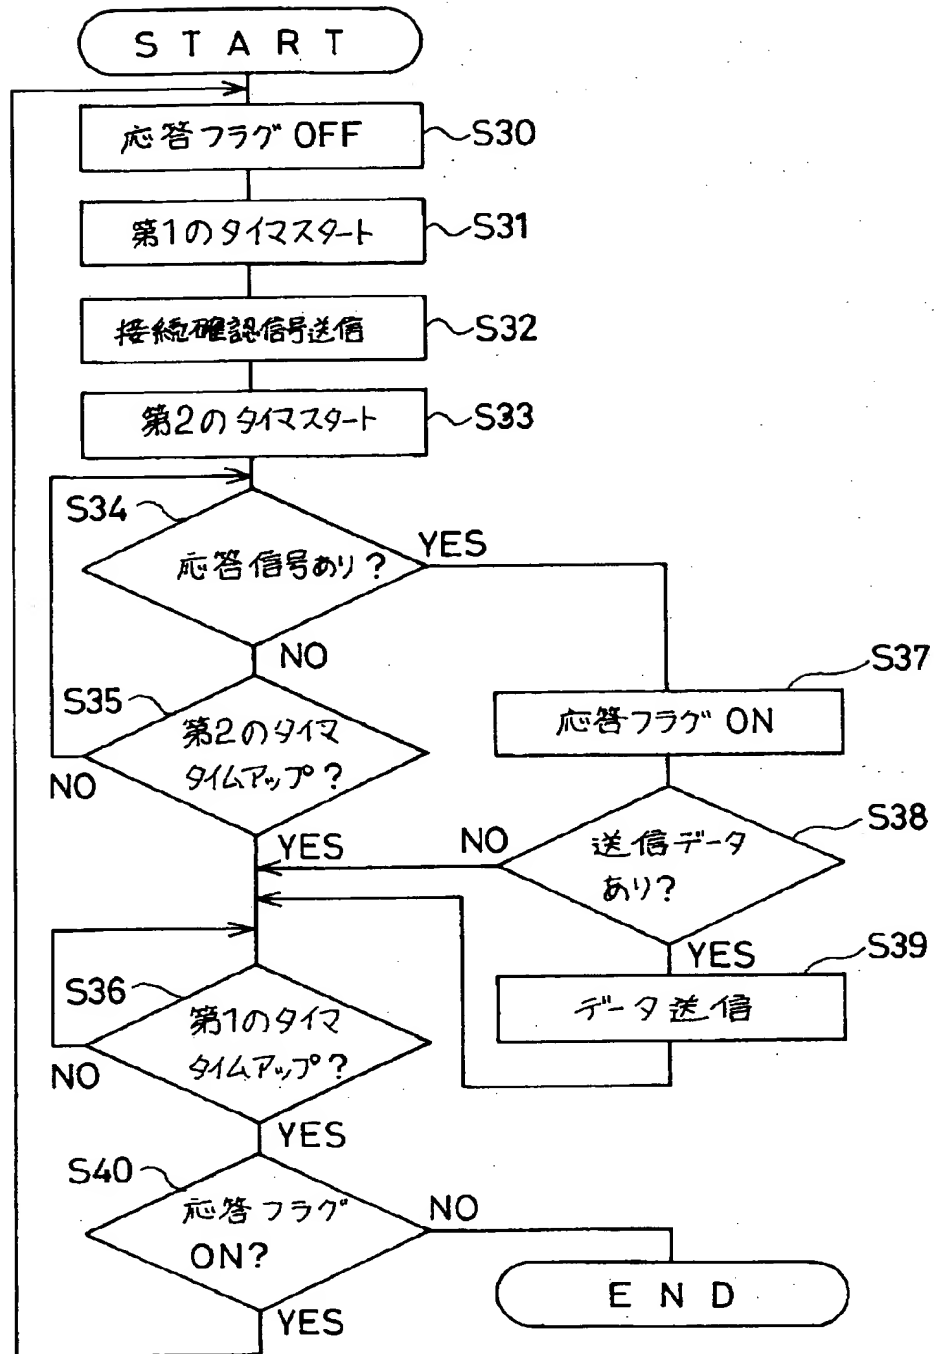 START
応答フラグ OFF
S30
第1のタイマスタート
S31
接続確認信号送信
S32
第2のタイマスタート
S33
S34
応答信号あり?
YES
NO
S35
第2のタイマ
タイムアップ?
NO
YES
S37
応答フラグ ON
S38
送信データ
あり?
NO
YES
S39
データ送信
S36
第1のタイマ
タイムアップ?
NO
YES
S40
応答フラグ
ON?
NO
YES
END